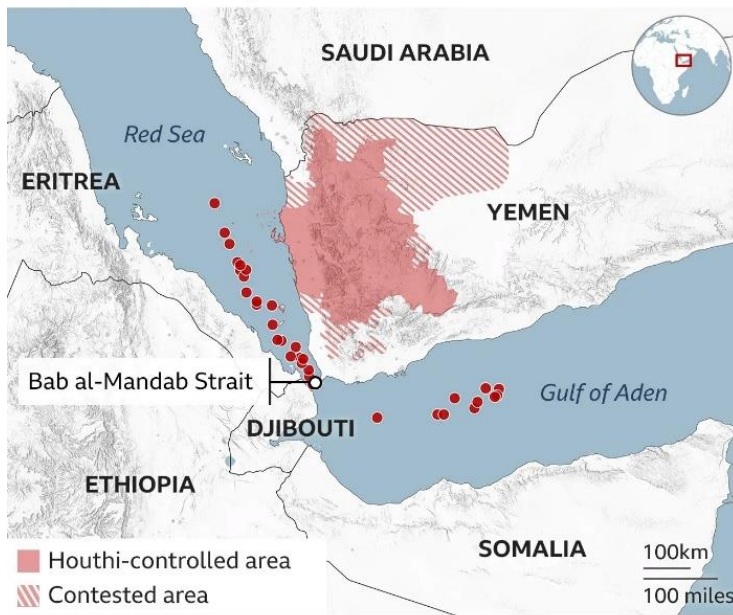 SAUDI ARABIA
Red Sea
ERITREA
YEMEN
Bab al-Mandab Strait
Gulf of Aden
DJIBOUTI
ETHIOPIA
SOMALIA
Houthi-controlled area
Contested area
100km
100 miles